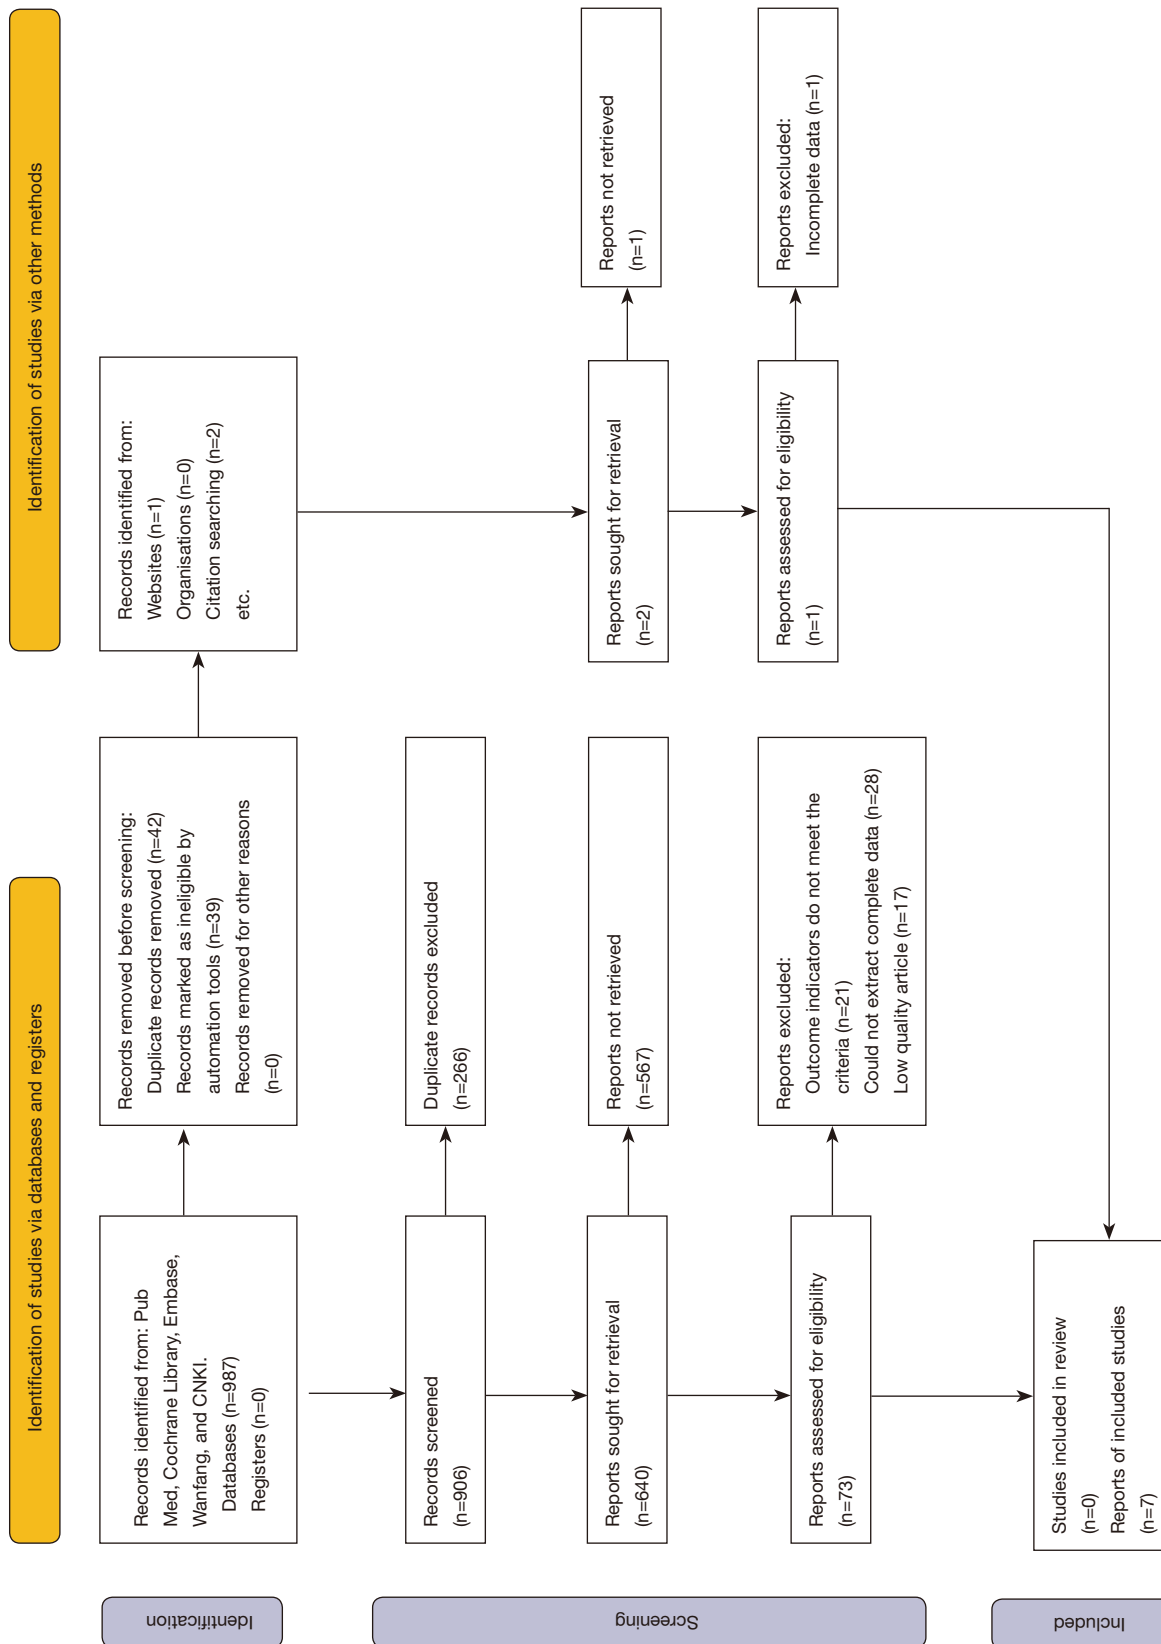 Identification of studies via databases and registers
Identification of studies via other methods
Identification
Records identified from: Pub
Med, Cochrane Library, Embase,
Wanfang, and CNKI.
Databases (n=987)
Registers (n=0)
Records removed before screening:
Duplicate records removed (n=42)
Records marked as ineligible by
automation tools (n=39)
Records removed for other reasons
(n=0)
Records identified from:
Websites (n=1)
Organisations (n=0)
Citation searching (n=2)
etc.
Screening
Records screened
(n=906)
Duplicate records excluded
(n=266)
Reports sought for retrieval
(n=640)
Reports not retrieved
(n=567)
Reports sought for retrieval
(n=2)
Reports not retrieved
(n=1)
Reports assessed for eligibility
(n=73)
Reports excluded:
Outcome indicators do not meet the
criteria (n=21)
Could not extract complete data (n=28)
Low quality article (n=17)
Reports assessed for eligibility
(n=1)
Reports excluded:
Incomplete data (n=1)
Included
Studies included in review
(n=0)
Reports of included studies
(n=7)